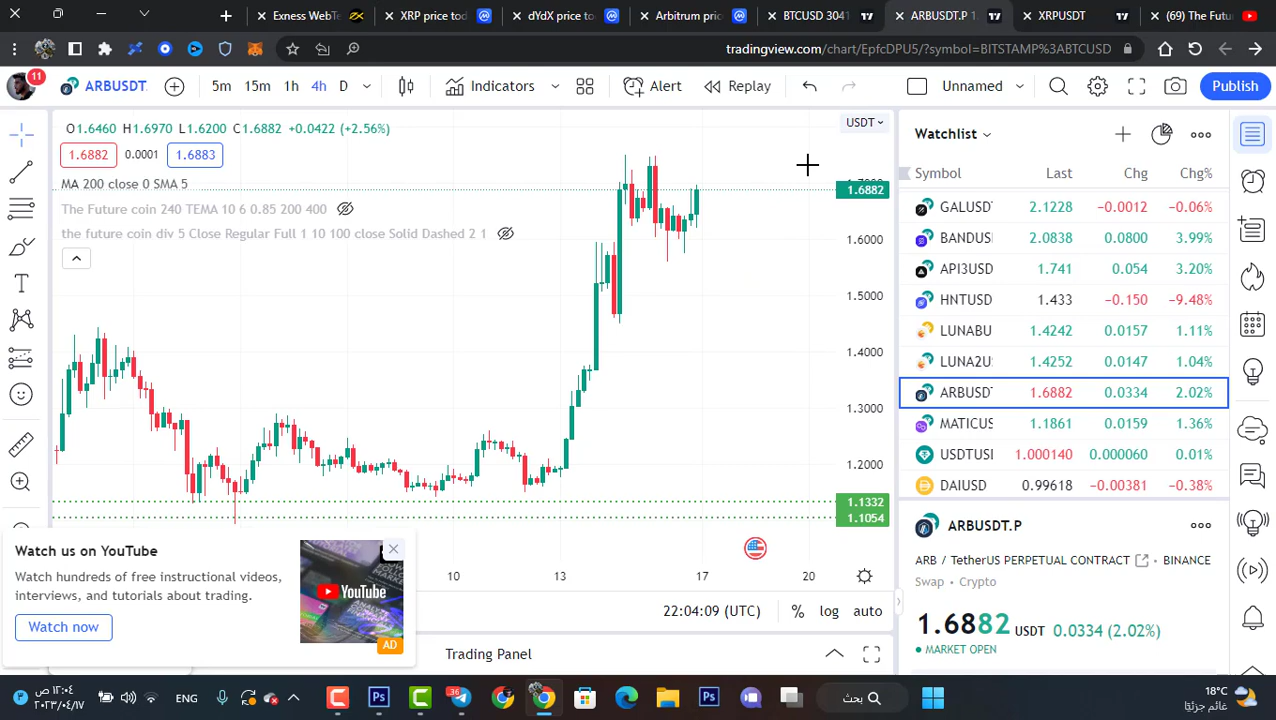 Exness WebTe
XRP price tod
dYdX price to
Arbitrum pric
BTCUSD 3041
ARBUSDT.P 1.
XRPUSDT
(69) The Futu
tradingview.com/chart/EpfcDPU5/?symbol=BITSTAMP%3ABTCUSD
11
ARBUSDT
5m 15m 1h 4h D
Indicators
Alert
Replay
Unnamed
Publish
O1.6460 H1.6970 L1.6200 C1.6882 +0.0422 (+2.56%)
1.6882 0.0001 1.6883
MA 200 close 0 SMA 5
The Future coin 240 TEMA 10 6 0.85 200 400
the future coin div 5 Close Regular Full 1 10 100 close Solid Dashed 2 1
USDT
1.6882
1.6000
1.5000
1.4000
1.3000
1.2000
1.1332
1.1054
10 13 17 20
Watchlist
Symbol Last Chg Chg%
GALUSD 2.1228 −0.0012 −0.06%
BANDUS 2.0838 0.0800 3.99%
API3USD 1.741 0.054 3.20%
HNTUSD 1.433 −0.150 −9.48%
LUNABU 1.4242 0.0157 1.11%
LUNA2U 1.4252 0.0147 1.04%
ARBUSD 1.6882 0.0334 2.02%
MATICUS 1.1861 0.0159 1.36%
USDTUSI 1.000140 0.000060 0.01%
DAIUSD 0.99618 −0.00381 −0.38%
ARBUSDT.P
ARB / TetherUS PERPETUAL CONTRACT BINANCE
Swap • Crypto
1.6882 USDT 0.0334 (2.02%)
MARKET OPEN
Watch us on YouTube
Watch hundreds of free instructional videos,
interviews, and tutorials about trading.
Watch now
YouTube
AD
22:04:09 (UTC) % log auto
Trading Panel
١٢:٠٤ ص
٢٠٢٣/٠٤/١٧
ENG
36
بحث
18°C
غائم جزئيًا